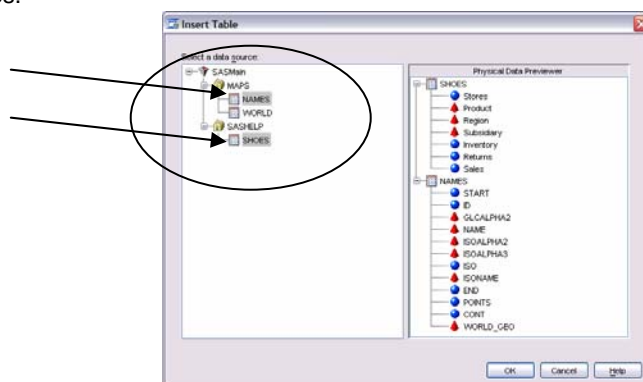 Insert Table
Select a data source:
SASMain
MAPS
NAMES
WORLD
SASHELP
SHOES
Physical Data Previewer
SHOES
Stores
Product
Region
Subsidiary
Inventory
Returns
Sales
NAMES
START
ID
GLCALPHA2
NAME
ISOALPHA2
ISOALPHA3
ISO
ISONAME
END
POINTS
CONT
WORLD_GEO
OK Cancel Help